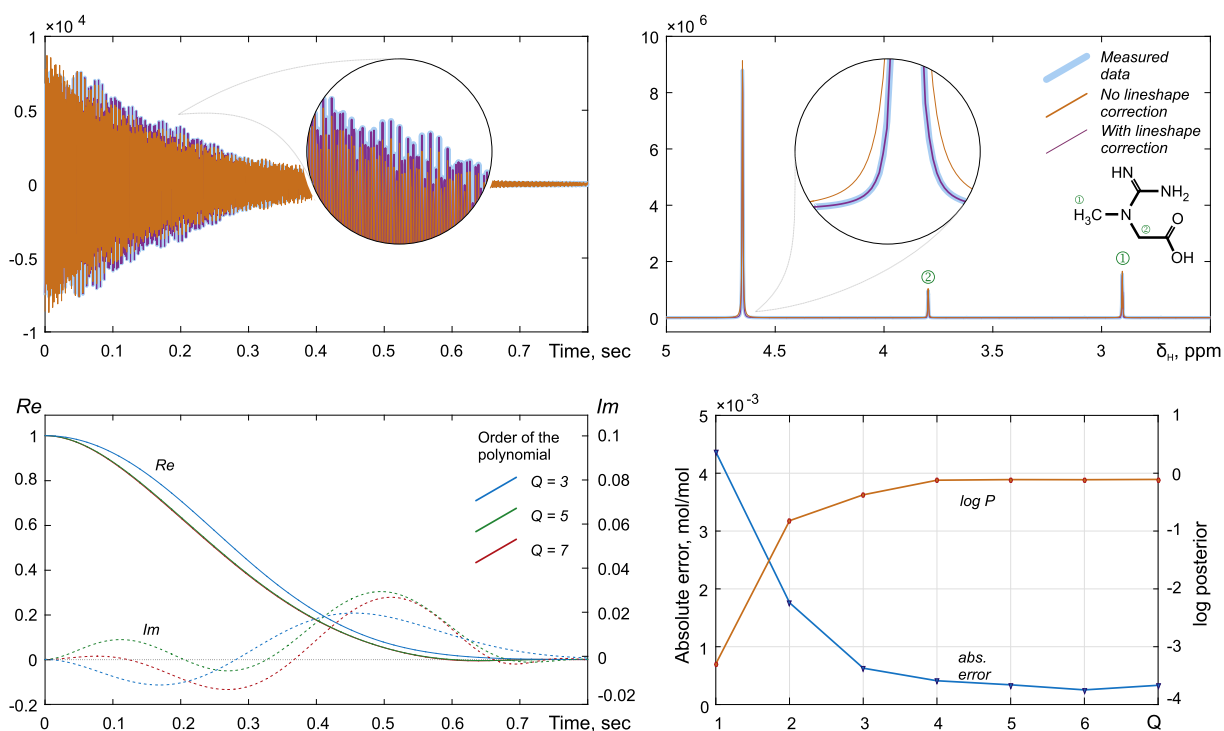 ×10 4
1
0.5
0
-0.5
-1
0
0.1
0.2
0.3
0.4
0.5
0.6
0.7
Time, sec
×10 6
10
8
6
4
2
0
5
4.5
4
3.5
3
δH, ppm
Measured
data
No lineshape
correction
With lineshape
correction
HN
NH2
①
H3C
N
O
②
OH
②
①
Re
Im
1
0.8
0.6
0.4
0.2
0
-0.2
0.1
0.08
0.06
0.04
0.02
0
-0.02
Re
Im
Order of the
polynomial
Q = 3
Q = 5
Q = 7
0
0.1
0.2
0.3
0.4
0.5
0.6
0.7
Time, sec
×10 -3
5
4
3
2
1
0
Absolute error, mol/mol
1
0
-1
-2
-3
-4
log posterior
log P
abs.
error
1
2
3
4
5
6
Q